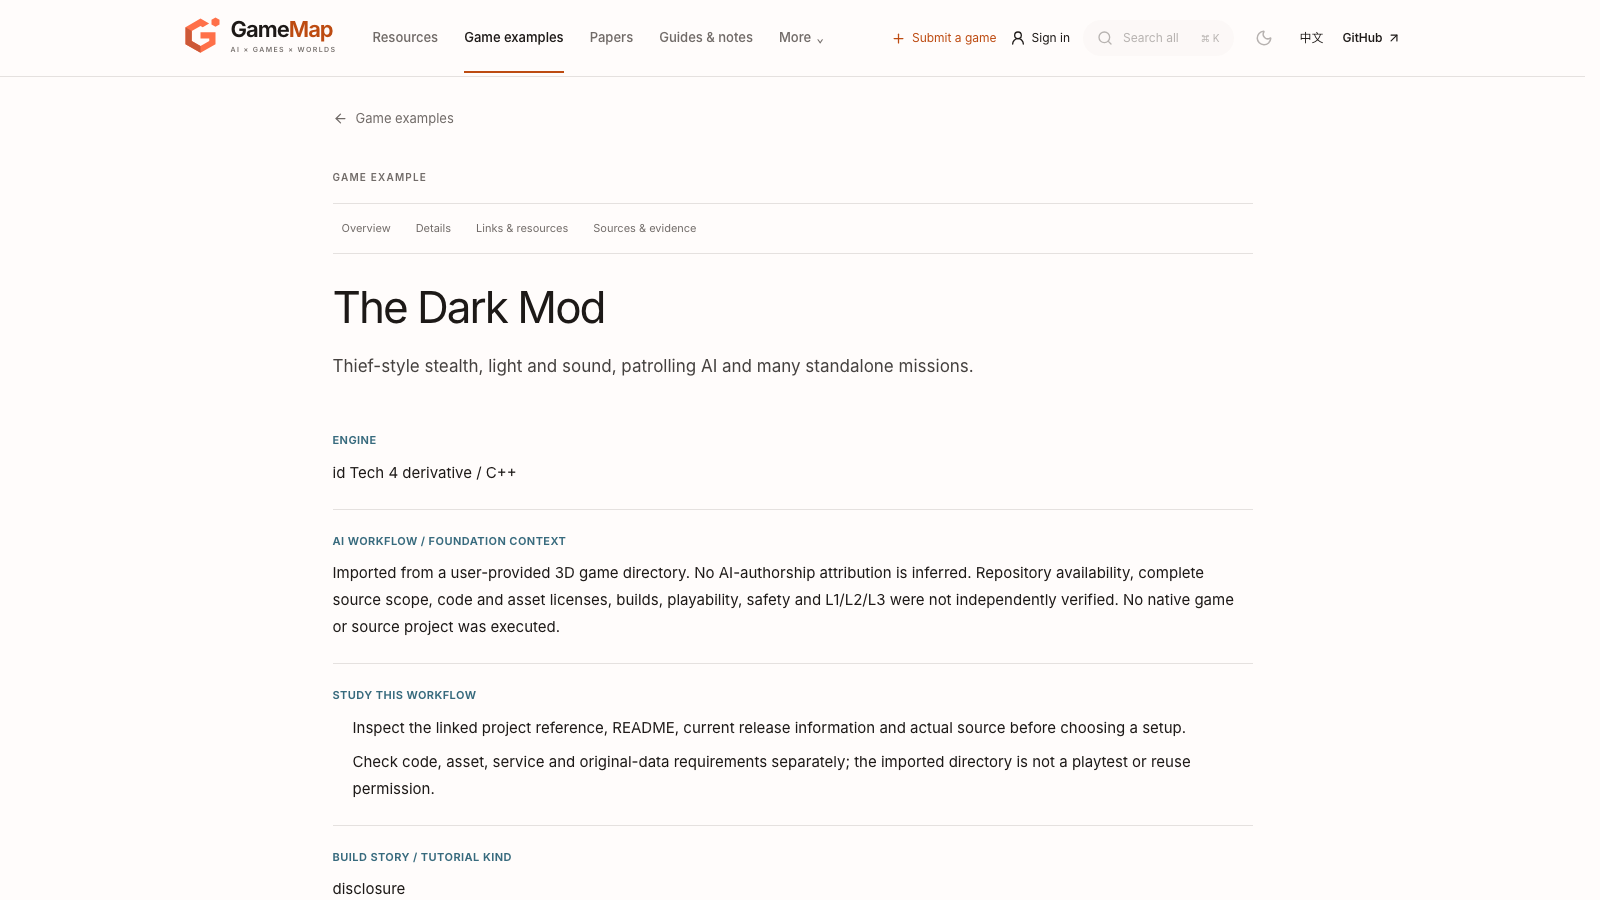 GameMap
AI × GAMES × WORLDS
Resources
Game examples
Papers
Guides & notes
More
Submit a game
Sign in
Search all
⌘ K
中文
GitHub
Game examples
GAME EXAMPLE
Overview
Details
Links & resources
Sources & evidence
The Dark Mod
Thief-style stealth, light and sound, patrolling AI and many standalone missions.
ENGINE
id Tech 4 derivative / C++
AI WORKFLOW / FOUNDATION CONTEXT
Imported from a user-provided 3D game directory. No AI-authorship attribution is inferred. Repository availability, complete
source scope, code and asset licenses, builds, playability, safety and L1/L2/L3 were not independently verified. No native game
or source project was executed.
STUDY THIS WORKFLOW
Inspect the linked project reference, README, current release information and actual source before choosing a setup.
Check code, asset, service and original-data requirements separately; the imported directory is not a playtest or reuse
permission.
BUILD STORY / TUTORIAL KIND
disclosure